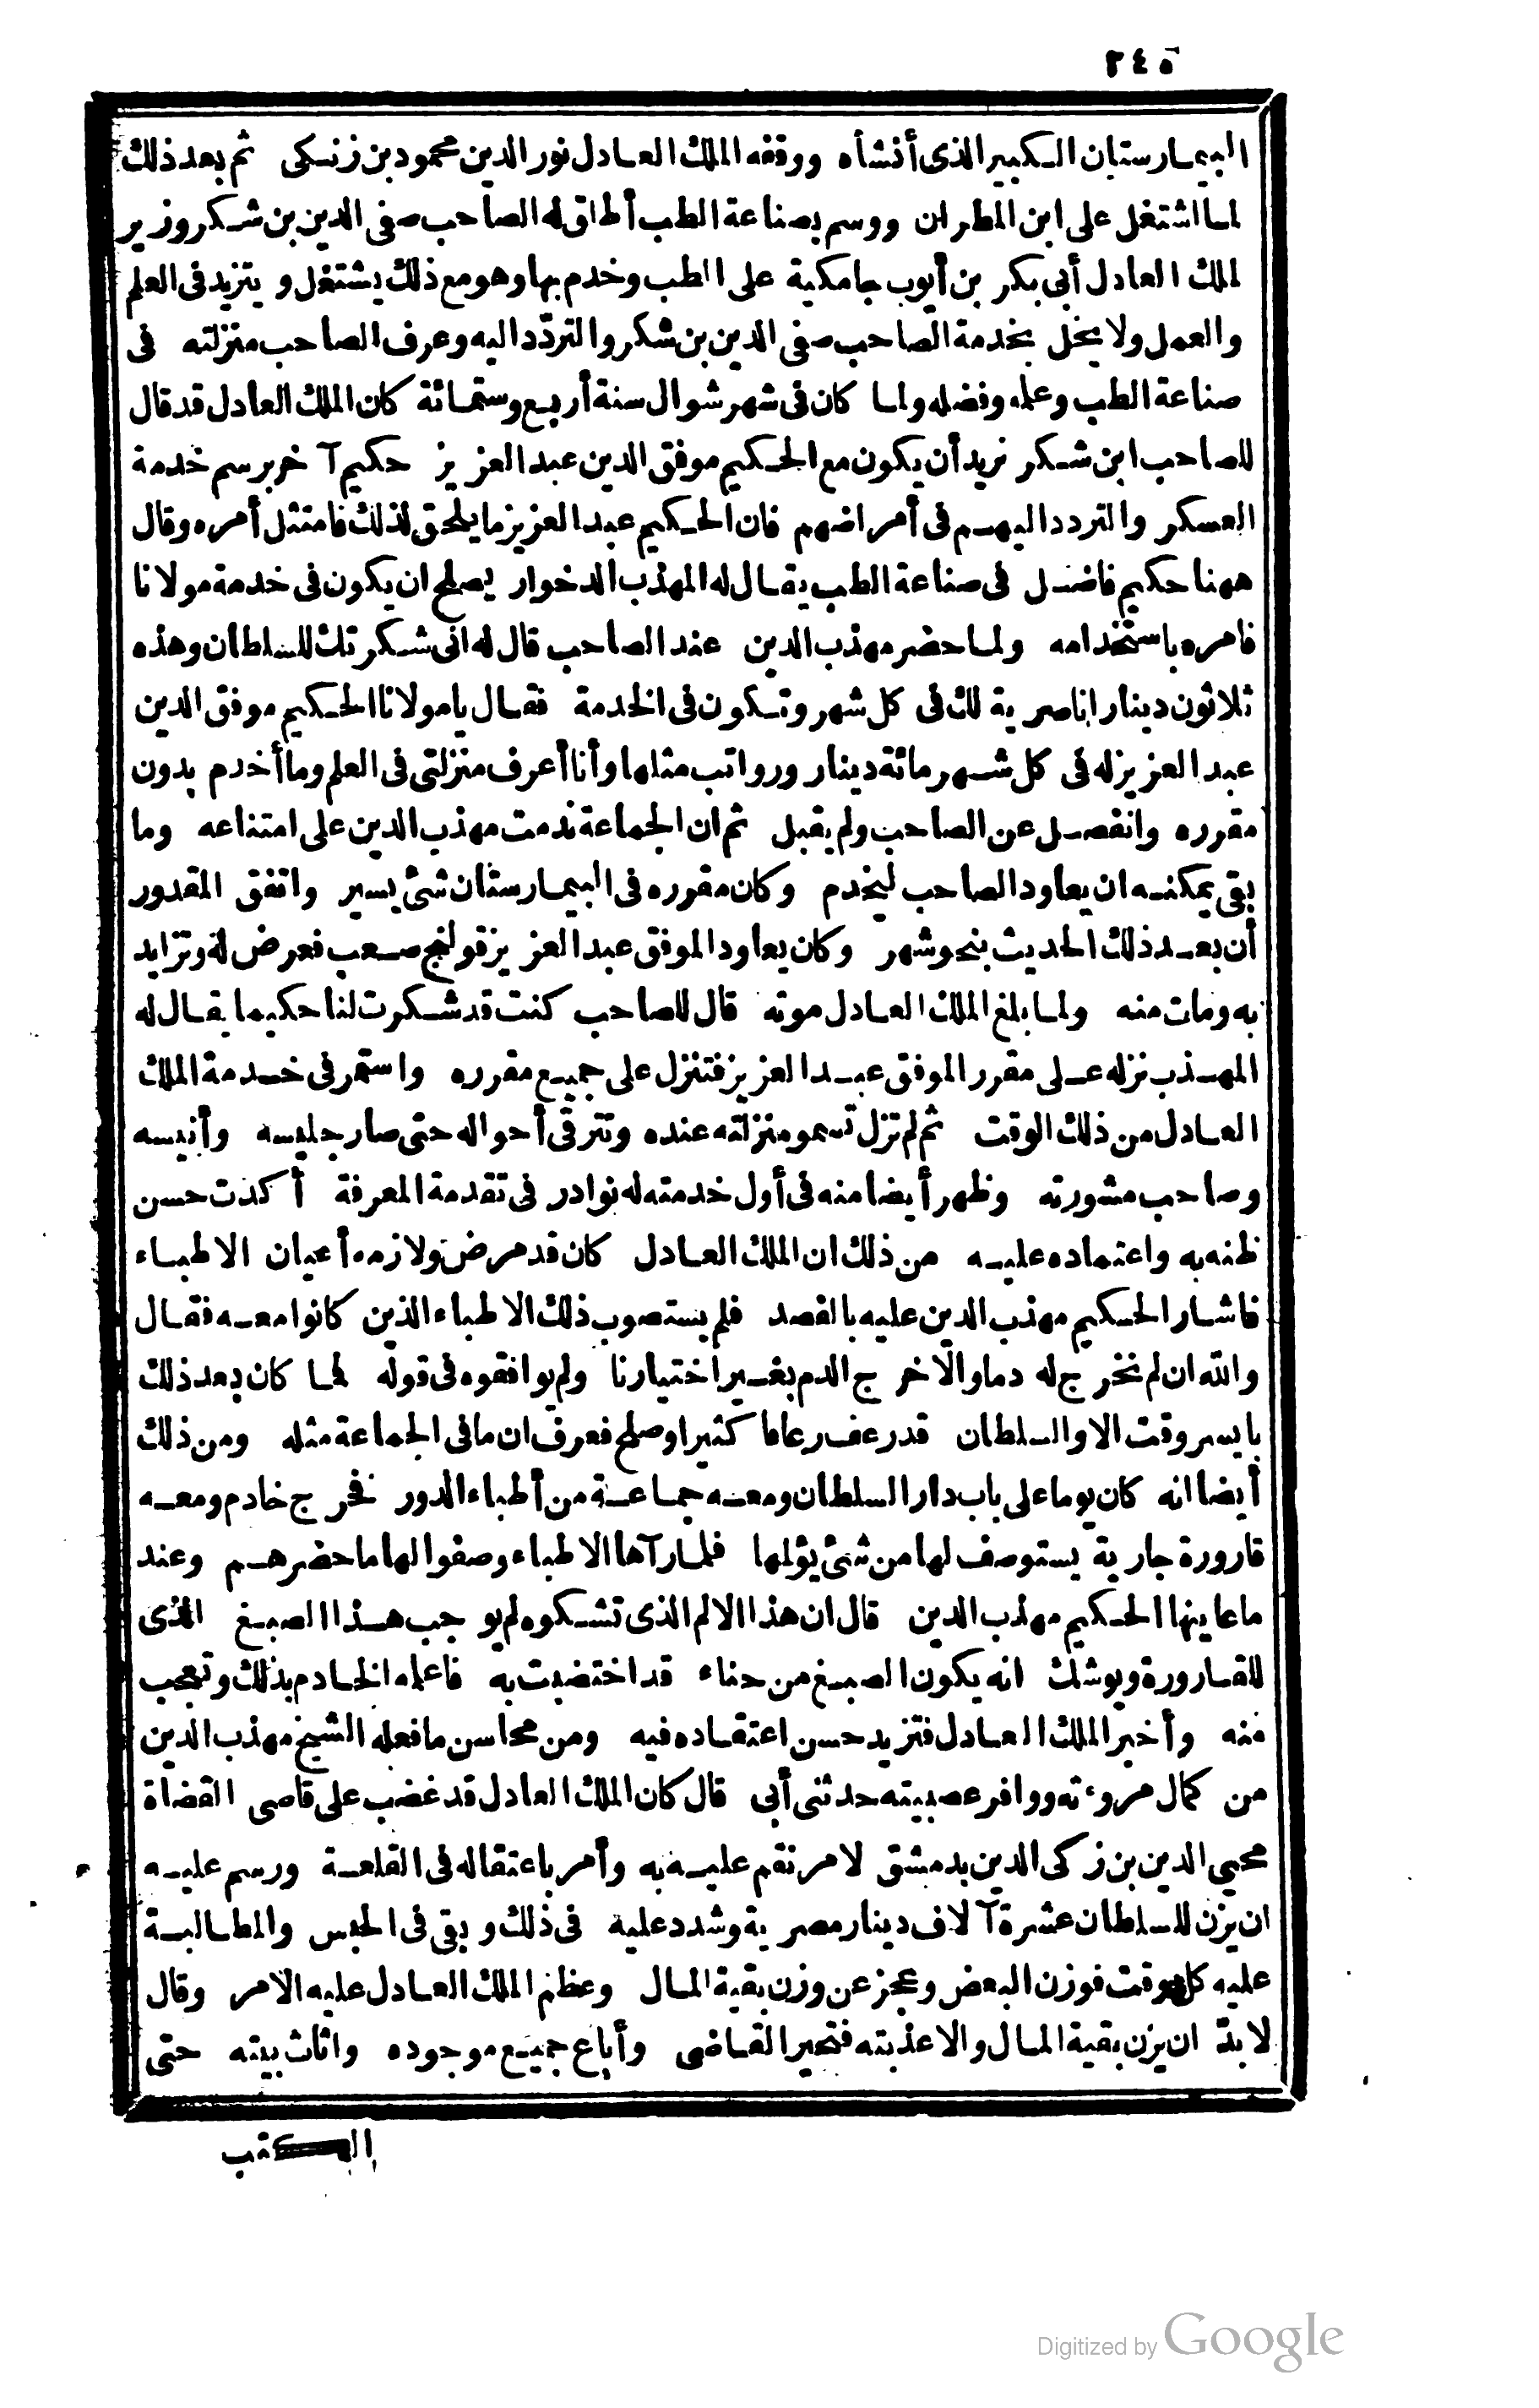 ٢٤٥
البيمارستان الكبير الذى أنشأه ووقفه الملك العادل نور الدين محمود بن زنكى ثم بعد ذلك
لما اشتغل على ابن المطران ووسم بصناعة الطب أطلق له الصاحب صفى الدين بن شكر وزير
الملك العادل أبى بكر بن أيوب جامكية على الطب وخدم بها وهو مع ذلك يشتغل ويتزيد فى العلم
والعمل ولا يخل بخدمة الصاحب صفى الدين بن شكر والتردّد اليه وعرف الصاحب منزلته فى
صناعة الطب وعلمه وفضله ولما كان فى شهر شوال سنة أربع وستمائة كان الملك العادل قد قال
للصاحب ابن شكر نريد أن يكون مع الحكيم موفق الدين عبد العزيز حكيم آخر برسم خدمة
العسكر والتردد اليهم فى أمراضهم فان الحكيم عبد العزيز ما يلحق لذلك فامتثل أمره وقال
ههنا حكيم فاضل فى صناعة الطب يقال له المهذب الدخوار يصلح ان يكون فى خدمة مولانا
فامره باستخدامه ولما حضر مهذب الدين عند الصاحب قال له انى شكرتك للسلطان وهذه
ثلاثون دينارا ناصرية لك فى كل شهر وتكون فى الخدمة فقال يا مولانا الحكيم موفق الدين
عبد العزيز له فى كل شهر مائة دينار ورواتب مثلها وأنا أعرف منزلتى فى العلم وما أخدم بدون
مقرره وانفصل عن الصاحب ولم يقبل ثم ان الجماعة ندمت مهذب الدين على امتناعه وما
بقى يمكنه ان يعاود الصاحب ليخدم وكان مقرره فى البيمارستان شئ يسير واتفق المقدور
أن بعد ذلك الحديث بنحو شهر وكان يعاود الموفق عبد العزيز قولنج صعب فعرض له وتزايد
به ومات منه ولما بلغ الملك العادل موته قال للصاحب كنت قد شكرت لنا حكيما يقال له
المهذب نزله على مقرر الموفق عبد العزيز فتنزل على جميع مقرره واستمر فى خدمة الملك
العادل من ذلك الوقت ثم لم تزل تسمو منزلته عنده وتترقى أحواله حتى صار جليسه وأنيسه
وصاحب مشورته وظهر أيضا منه فى أول خدمته له نوادر فى تقدمة المعرفة أكدت حسن
ظنه به واعتماده عليه من ذلك ان الملك العادل كان قد مرض ولازمه أعيان الاطباء
فاشار الحكيم مهذب الدين عليه بالفصد فلم يستصوب ذلك الاطباء الذين كانوا معه فقال
والله ان لم نخرج له دما والّا خرج الدم بغير اختيارنا ولم يوافقوه فى قوله فما كان بعد ذلك
بايسر وقت الا والسلطان قد رعف رعافا كثيرا وصلح فعرف ان ما فى الجماعة مثله ومن ذلك
أيضا انه كان يوما على باب دار السلطان ومعه جماعة من أطباء الدور فخرج خادم ومعه
قارورة جارية يستوصف لها من شئ يؤلمها فلما رآها الاطباء وصفوا لها ما حضرهم وعند
ما عاينها الحكيم مهذب الدين قال ان هذا الالم الذى تشكوه لم يوجب هذا الصبغ الذى
للقارورة ويوشك انه يكون الصبغ من حناء قد اختضبت به فاعلمه الخادم بذلك وتعجب
منه وأخبر الملك العادل فتزيد حسن اعتقاده فيه ومن محاسن ما فعله الشيخ مهذب الدين
من كمال مروءته ووافر عصبيته حدثنى أبى قال كان الملك العادل قد غضب على قاضى القضاة
محيي الدين بن زكى الدين بدمشق لامر نقم عليه به وأمر باعتقاله فى القلعة ورسم عليه
ان يزن للسلطان عشرة آلاف دينار مصرية وشدد عليه فى ذلك وبقى فى الحبس والمطالبة
عليه كل وقت فوزن البعض وعجز عن وزن بقية المال وعظم الملك العادل عليه الامر وقال
لا بدّ ان يزن بقية المال والا عذبته فتحير القاضى وأباع جميع موجوده واثاث بيته حتى
الكتب
Digitized by Google